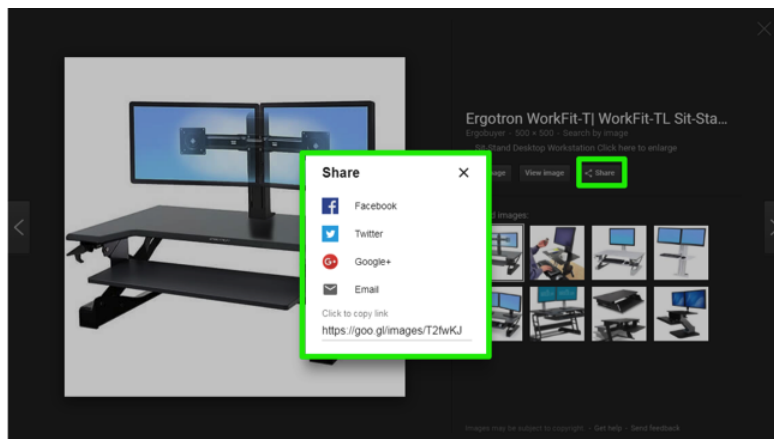 Ergotron WorkFit-T| WorkFit-TL Sit-Sta...
Ergobuyer - 500 × 500 - Search by image
Sit-Stand Desktop Workstation Click here to enlarge
View image
Share
Share
Facebook
Twitter
G+ Google+
Email
Click to copy link
https://goo.gl/images/T2fwKJ
images:
Images may be subject to copyright. - Get help - Send feedback